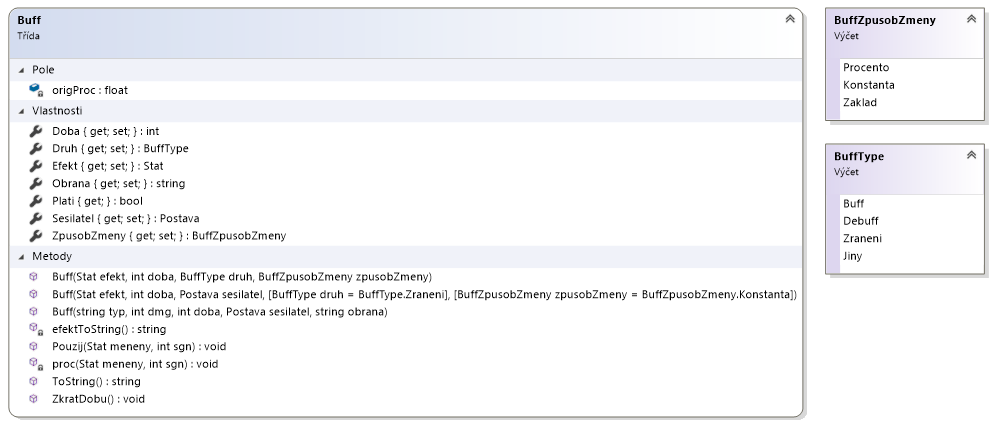 Buff
Třída
Pole
origProc : float
Vlastnosti
Doba { get; set; } : int
Druh { get; set; } : BuffType
Efekt { get; set; } : Stat
Obrana { get; set; } : string
Plati { get; } : bool
Sesilatel { get; set; } : Postava
ZpusobZmeny { get; set; } : BuffZpusobZmeny
Metody
Buff(Stat efekt, int doba, BuffType druh, BuffZpusobZmeny zpusobZmeny)
Buff(Stat efekt, int doba, Postava sesilatel, [BuffType druh = BuffType.Zraneni], [BuffZpusobZmeny zpusobZmeny = BuffZpusobZmeny.Konstanta])
Buff(string typ, int dmg, int doba, Postava sesilatel, string obrana)
efektToString() : string
Pouzij(Stat meneny, int sgn) : void
proc(Stat meneny, int sgn) : void
ToString() : string
ZkratDobu() : void
BuffZpusobZmeny
Výčet
Procento
Konstanta
Zaklad
BuffType
Výčet
Buff
Debuff
Zraneni
Jiny